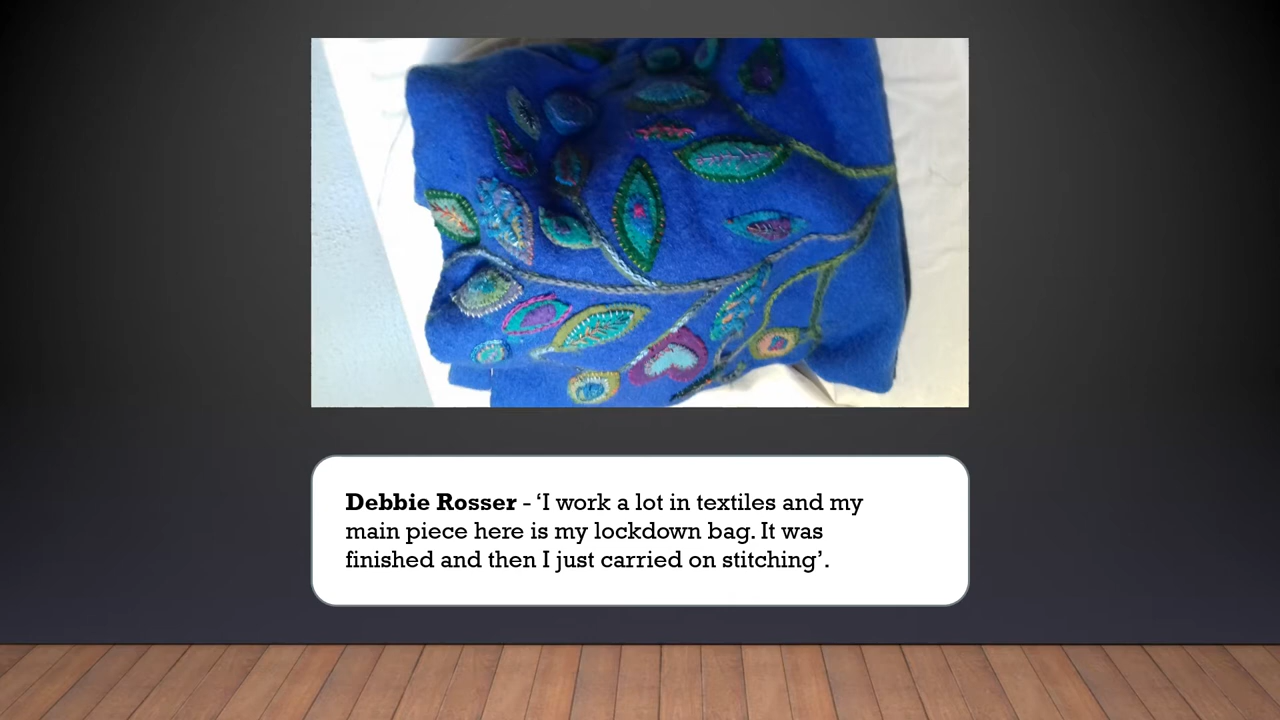 Debbie Rosser - ‘I work a lot in textiles and my
main piece here is my lockdown bag. It was
finished and then I just carried on stitching’.